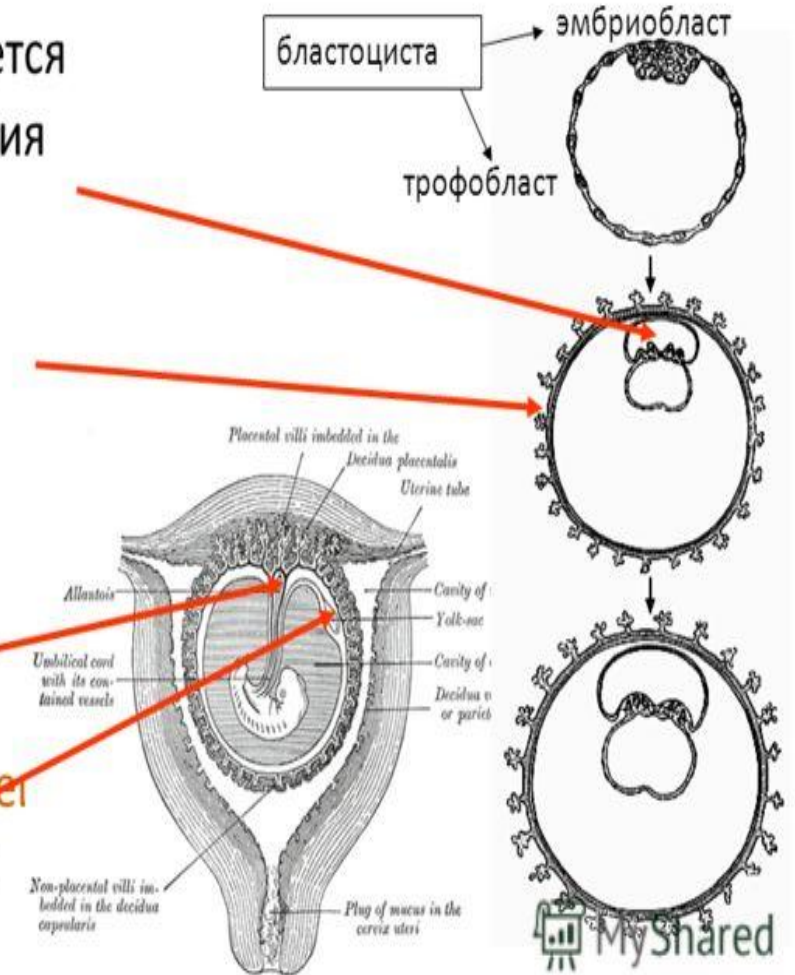 ется
ия
бластоциста
эмбриобласт
трофобласт
Placental villi imbedded in the
Decidua placentalis
Uterine tube
Allantois
Cavity of
Yolk-sac
Umbilical cord
with its con-
tained vessels
Cavity of
Decidua v
or pariet
Non-placental villi im-
bedded in the decidua
capsularis
Plug of mucus in the
cervix uteri
MyShared